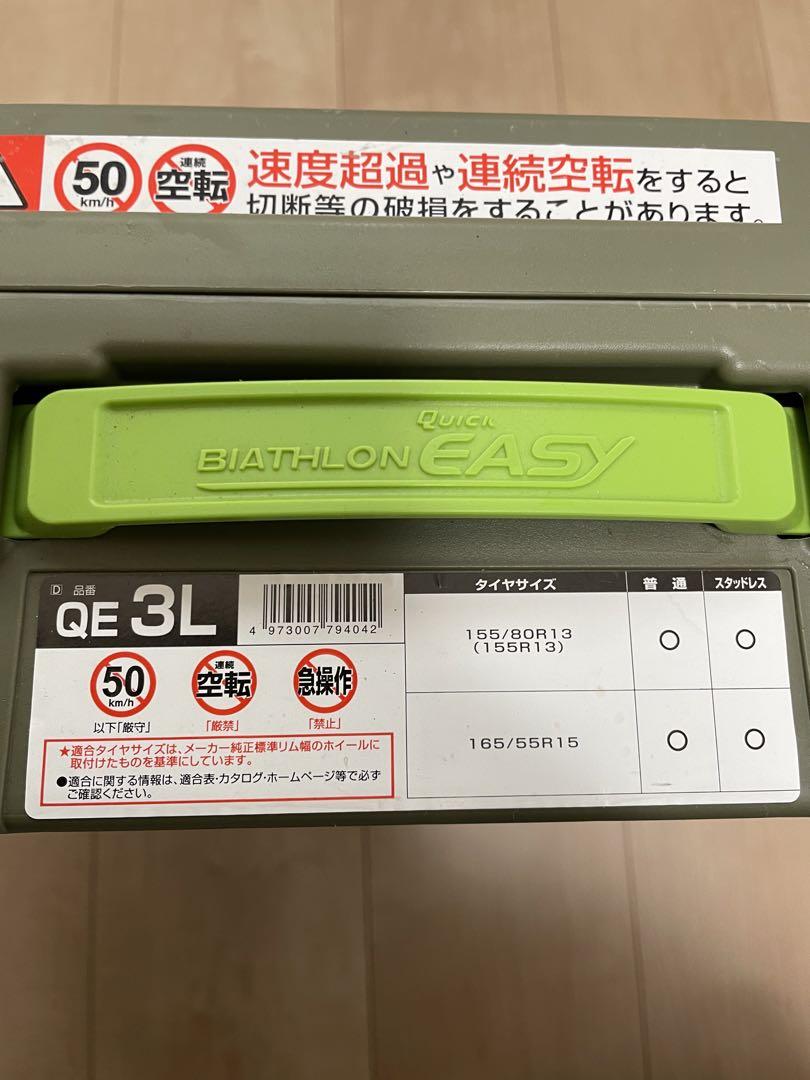 50 km/h 連続 空転 速度超過や連続空転をすると
切断等の破損をすることがあります。
QUICK
BIATHLON EASY
D 品番
QE 3L
4 973007 794042
50 km/h
以下「厳守」
連続
空転
「厳禁」
急操作
「禁止」
★適合タイヤサイズは、メーカー純正標準リム幅のホイールに
取付けたものを基準にしています。
●適合に関する情報は、適合表・カタログ・ホームページ等で必ず
ご確認ください。
タイヤサイズ 普通 スタッドレス
155/80R13 ○ ○
(155R13)
165/55R15 ○ ○